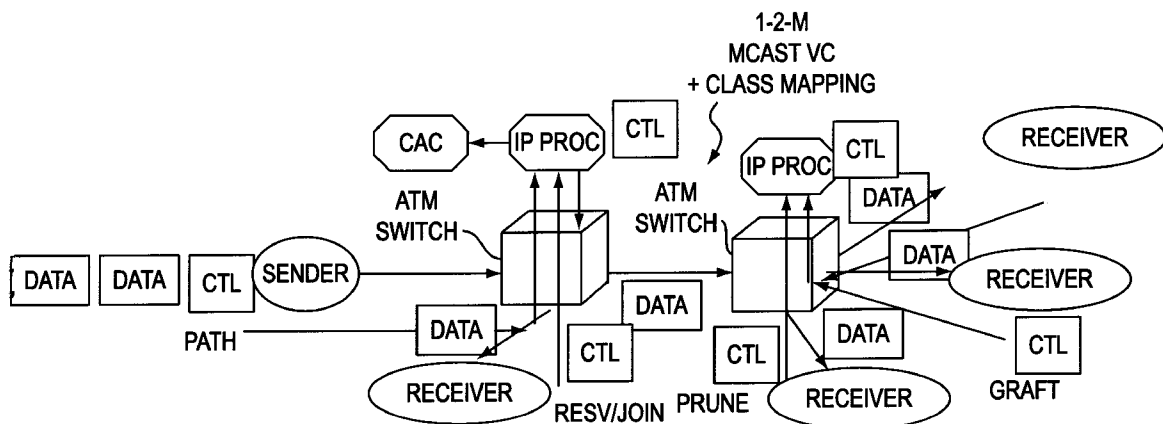 1-2-M
MCAST VC
+ CLASS MAPPING
CAC
IP PROC
CTL
IP PROC
CTL
RECEIVER
ATM
SWITCH
ATM
SWITCH
DATA
DATA
DATA
CTL
SENDER
DATA
RECEIVER
PATH
DATA
DATA
CTL
CTL
DATA
CTL
RECEIVER
RESV/JOIN
PRUNE
RECEIVER
GRAFT